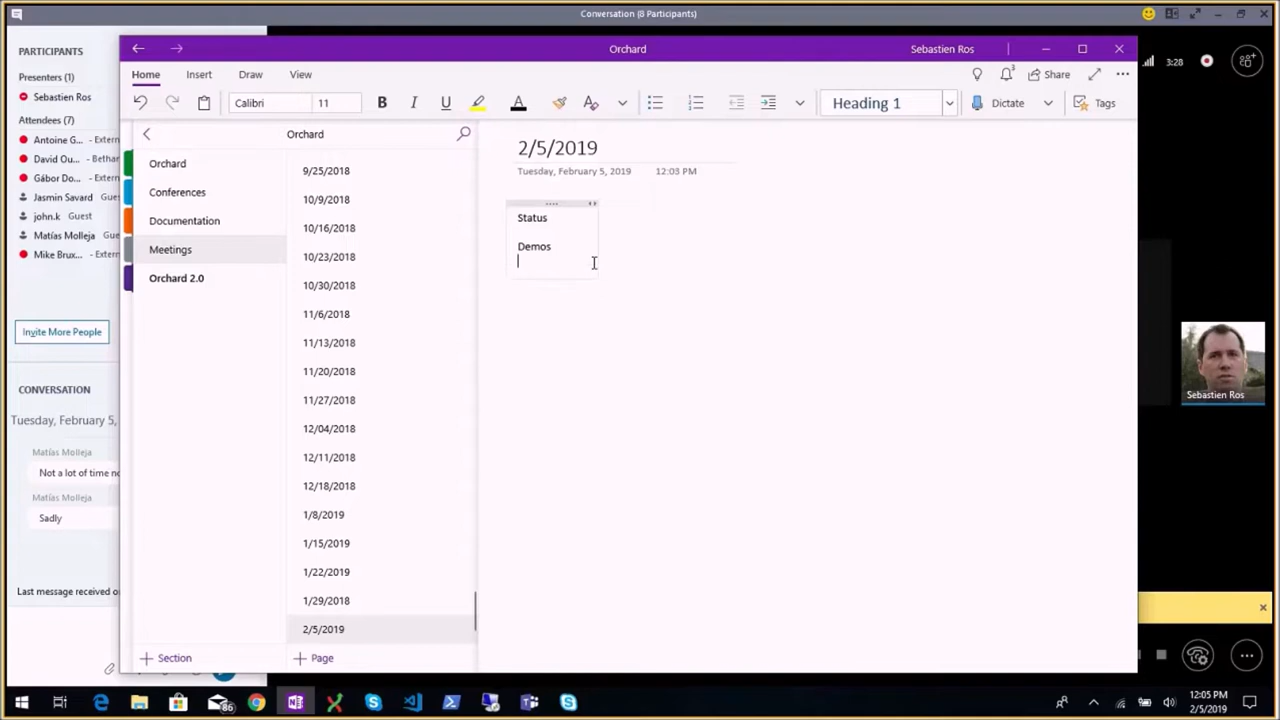 Conversation (8 Participants)
PARTICIPANTS
Presenters (1)
Sebastien Ros
Attendees (7)
Antoine G... - Extern
David Ou... - Bethan
Gábor Do... - Extern
Jasmin Savard Gues
john.k Guest
Matías Molleja Gue
Mike Brux... - Extern
Invite More People
CONVERSATION
Tuesday, February 5,
Matías Molleja
Not a lot of time no
Matías Molleja
Sadly
Last message received o
Orchard
Sebastien Ros
Home Insert Draw View
Share
Calibri 11 B I U A Heading 1 Dictate Tags
Orchard
Orchard
Conferences
Documentation
Meetings
Orchard 2.0
9/25/2018
10/9/2018
10/16/2018
10/23/2018
10/30/2018
11/6/2018
11/13/2018
11/20/2018
11/27/2018
12/04/2018
12/11/2018
12/18/2018
1/8/2019
1/15/2019
1/22/2019
1/29/2018
2/5/2019
Section
Page
2/5/2019
Tuesday, February 5, 2019 12:03 PM
Status
Demos
3:28
Sebastien Ros
86
12:05 PM
2/5/2019